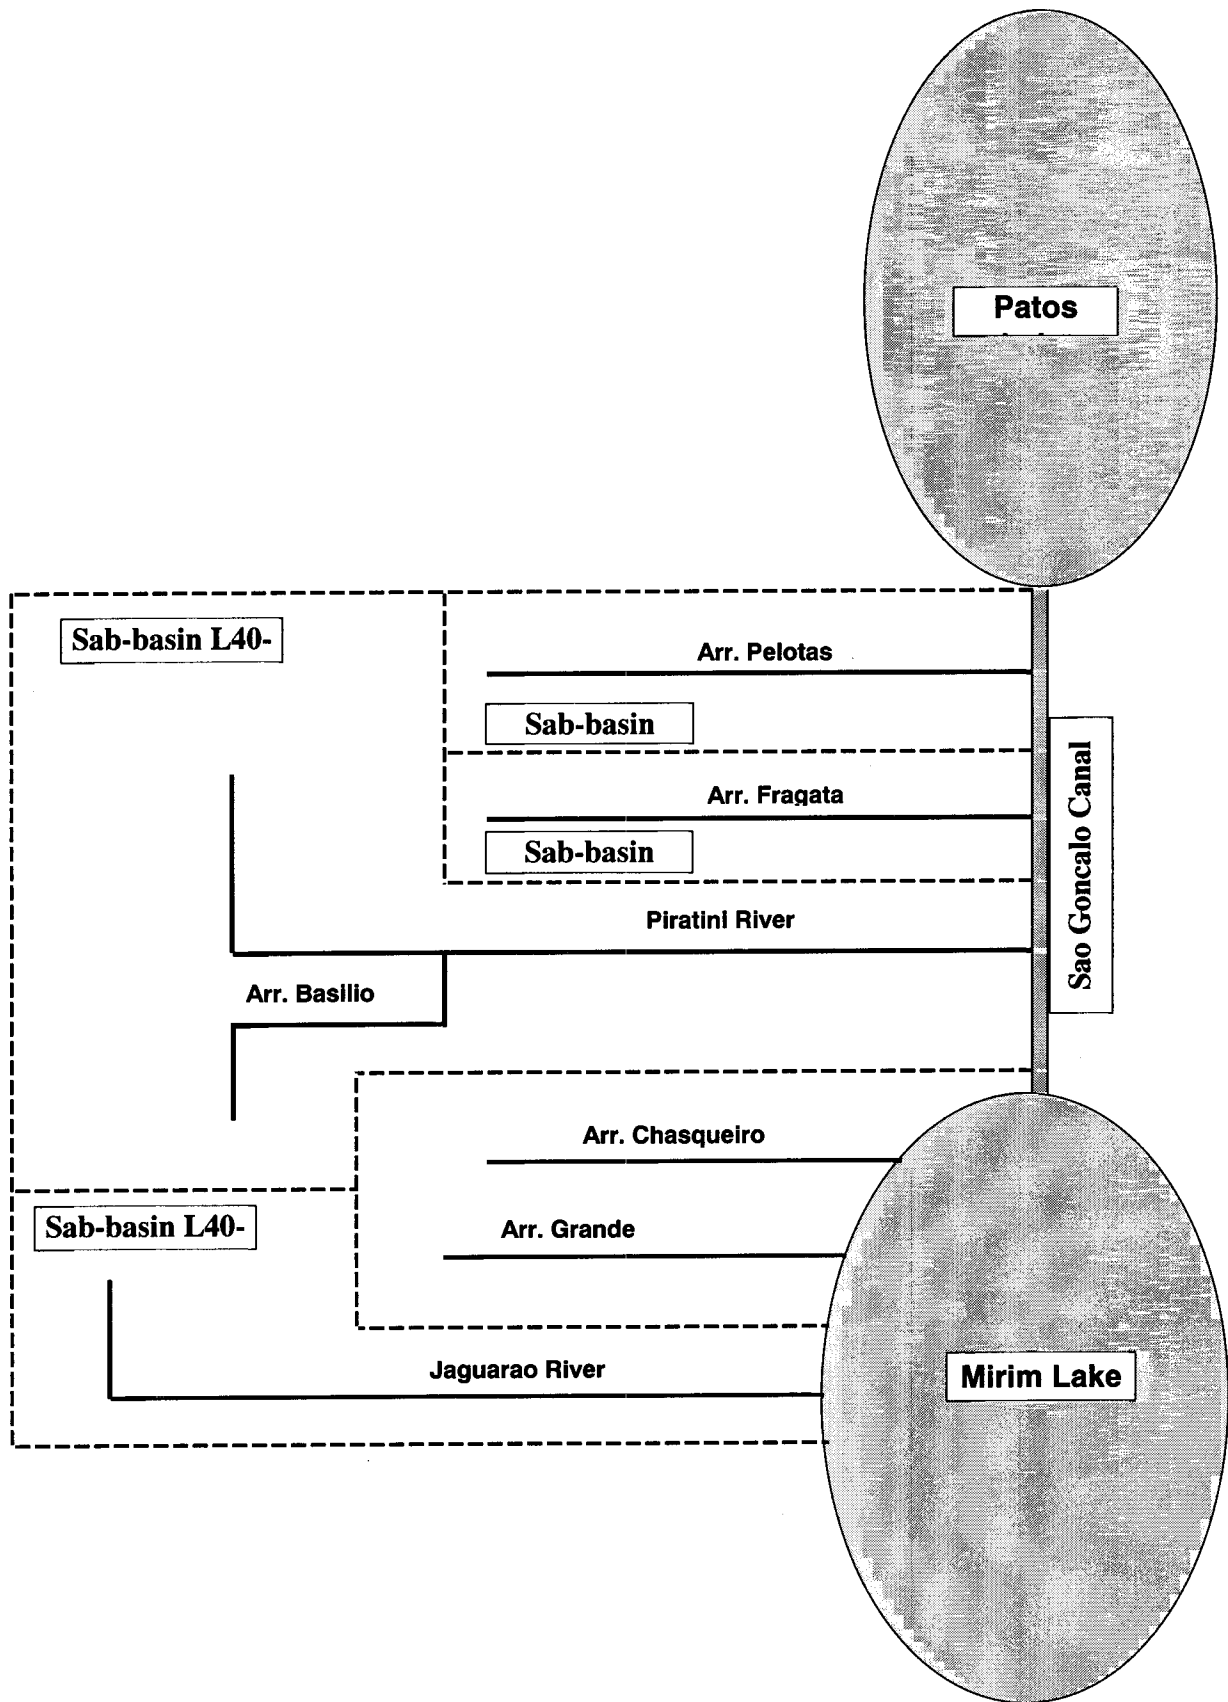 Patos
Sab-basin L40-
Arr. Pelotas
Sab-basin
Arr. Fragata
Sab-basin
Sao Goncalo Canal
Piratini River
Arr. Basilio
Arr. Chasqueiro
Sab-basin L40-
Arr. Grande
Jaguarao River
Mirim Lake